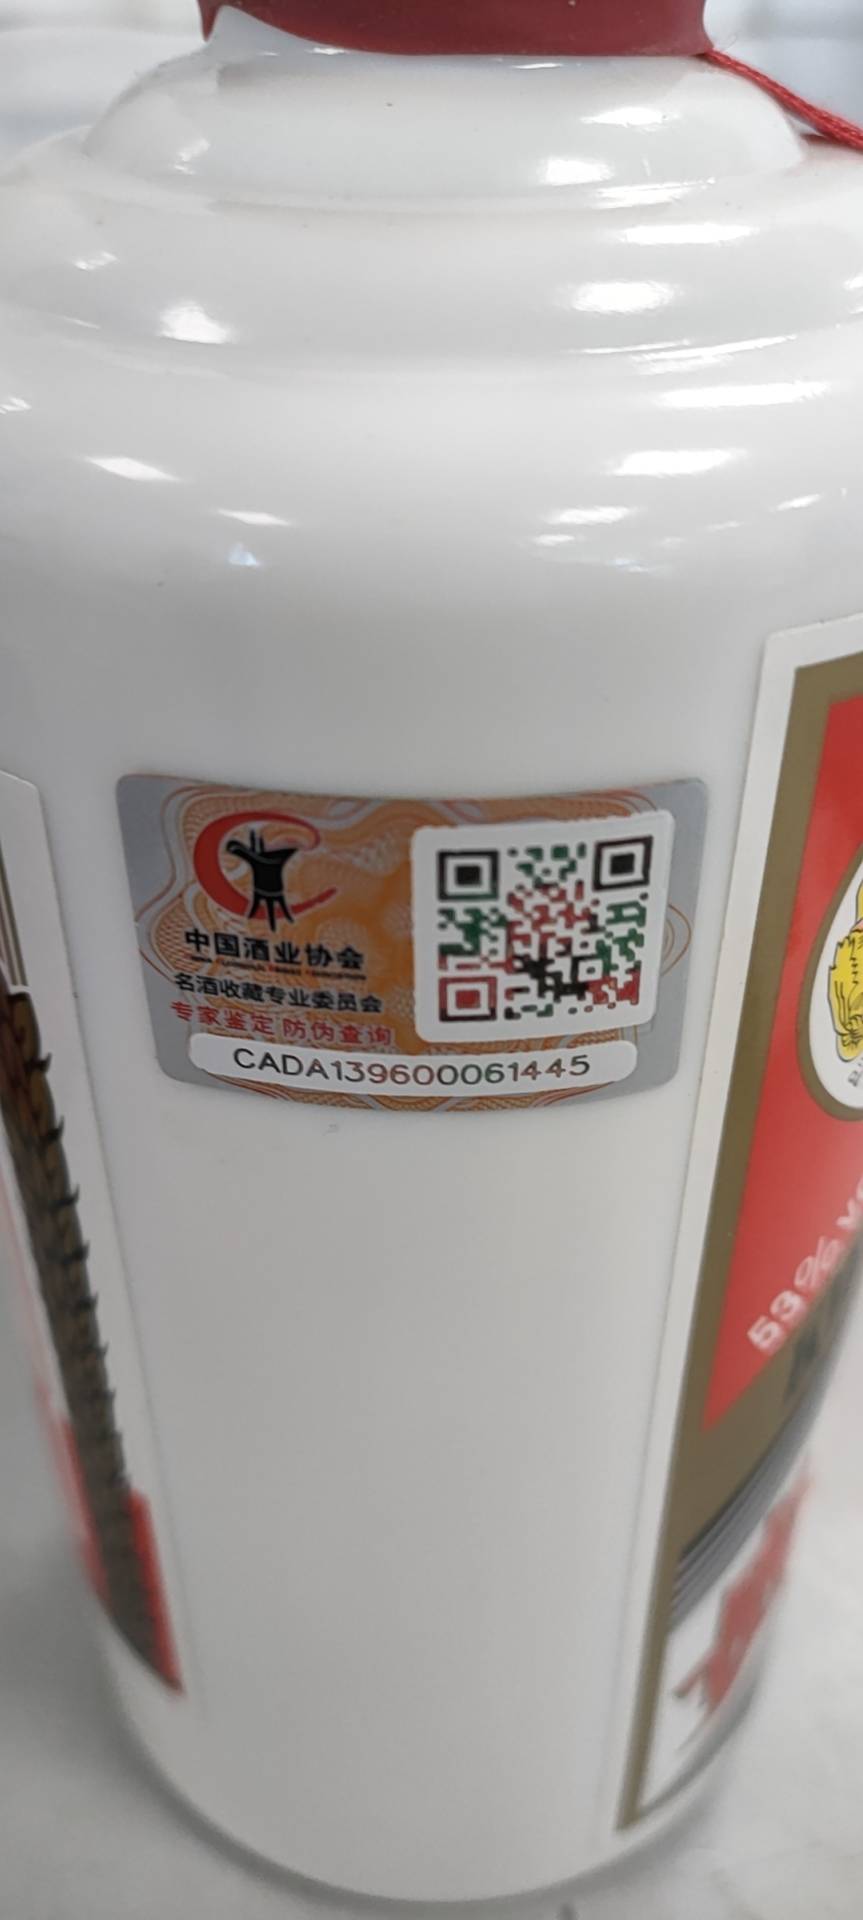 中国酒业协会
名酒收藏专业委员会
专家鉴定 防伪查询
CADA139600061445
53%